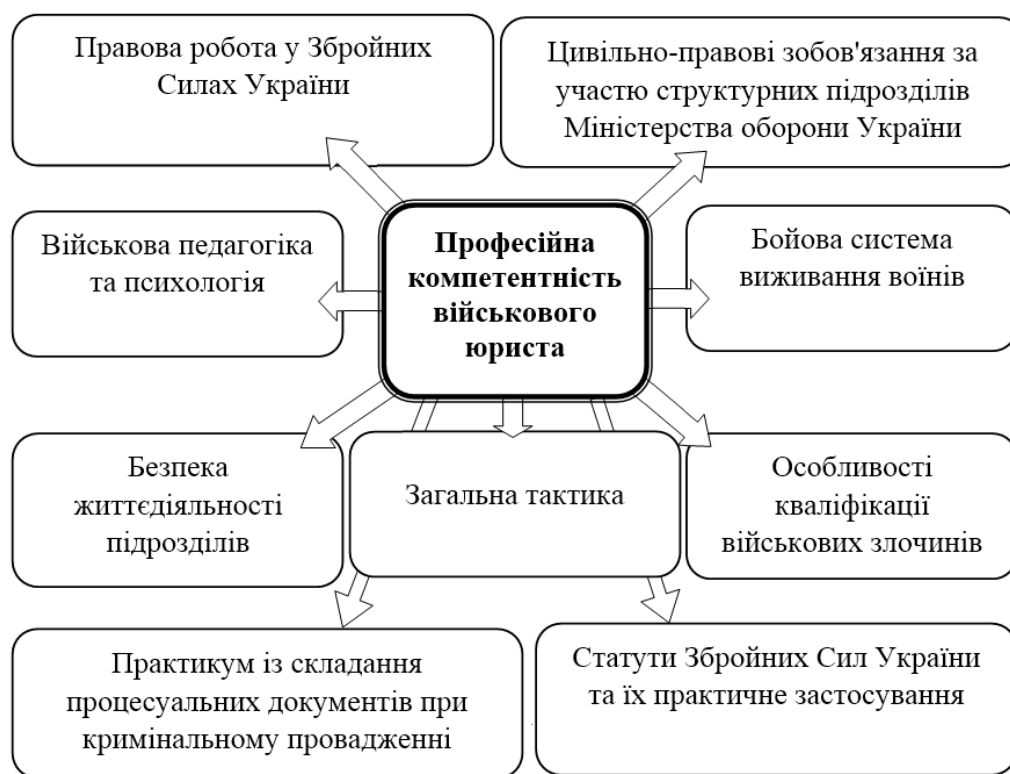 Правова робота у Збройних
Силах України
Цивільно-правові зобов'язання за
участю структурних підрозділів
Міністерства оборони України
Військова педагогіка
та психологія
Професійна
компетентність
військового
юриста
Бойова система
виживання воїнів
Безпека
життєдіяльності
підрозділів
Загальна тактика
Особливості
кваліфікації
військових злочинів
Практикум із складання
процесуальних документів при
кримінальному провадженні
Статути Збройних Сил України
та їх практичне застосування